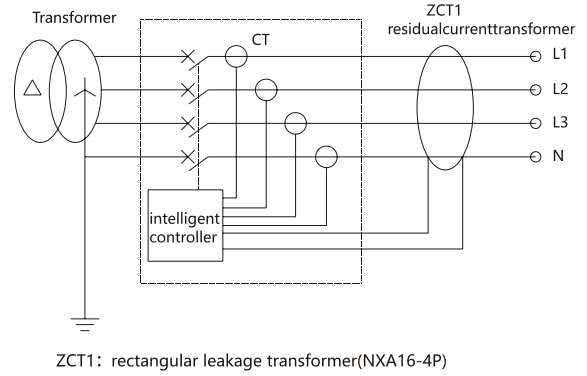 Transformer
ZCT1
residualcurrenttransformer
CT
L1
L2
L3
N
intelligent
controller
ZCT1：rectangular leakage transformer(NXA16-4P)